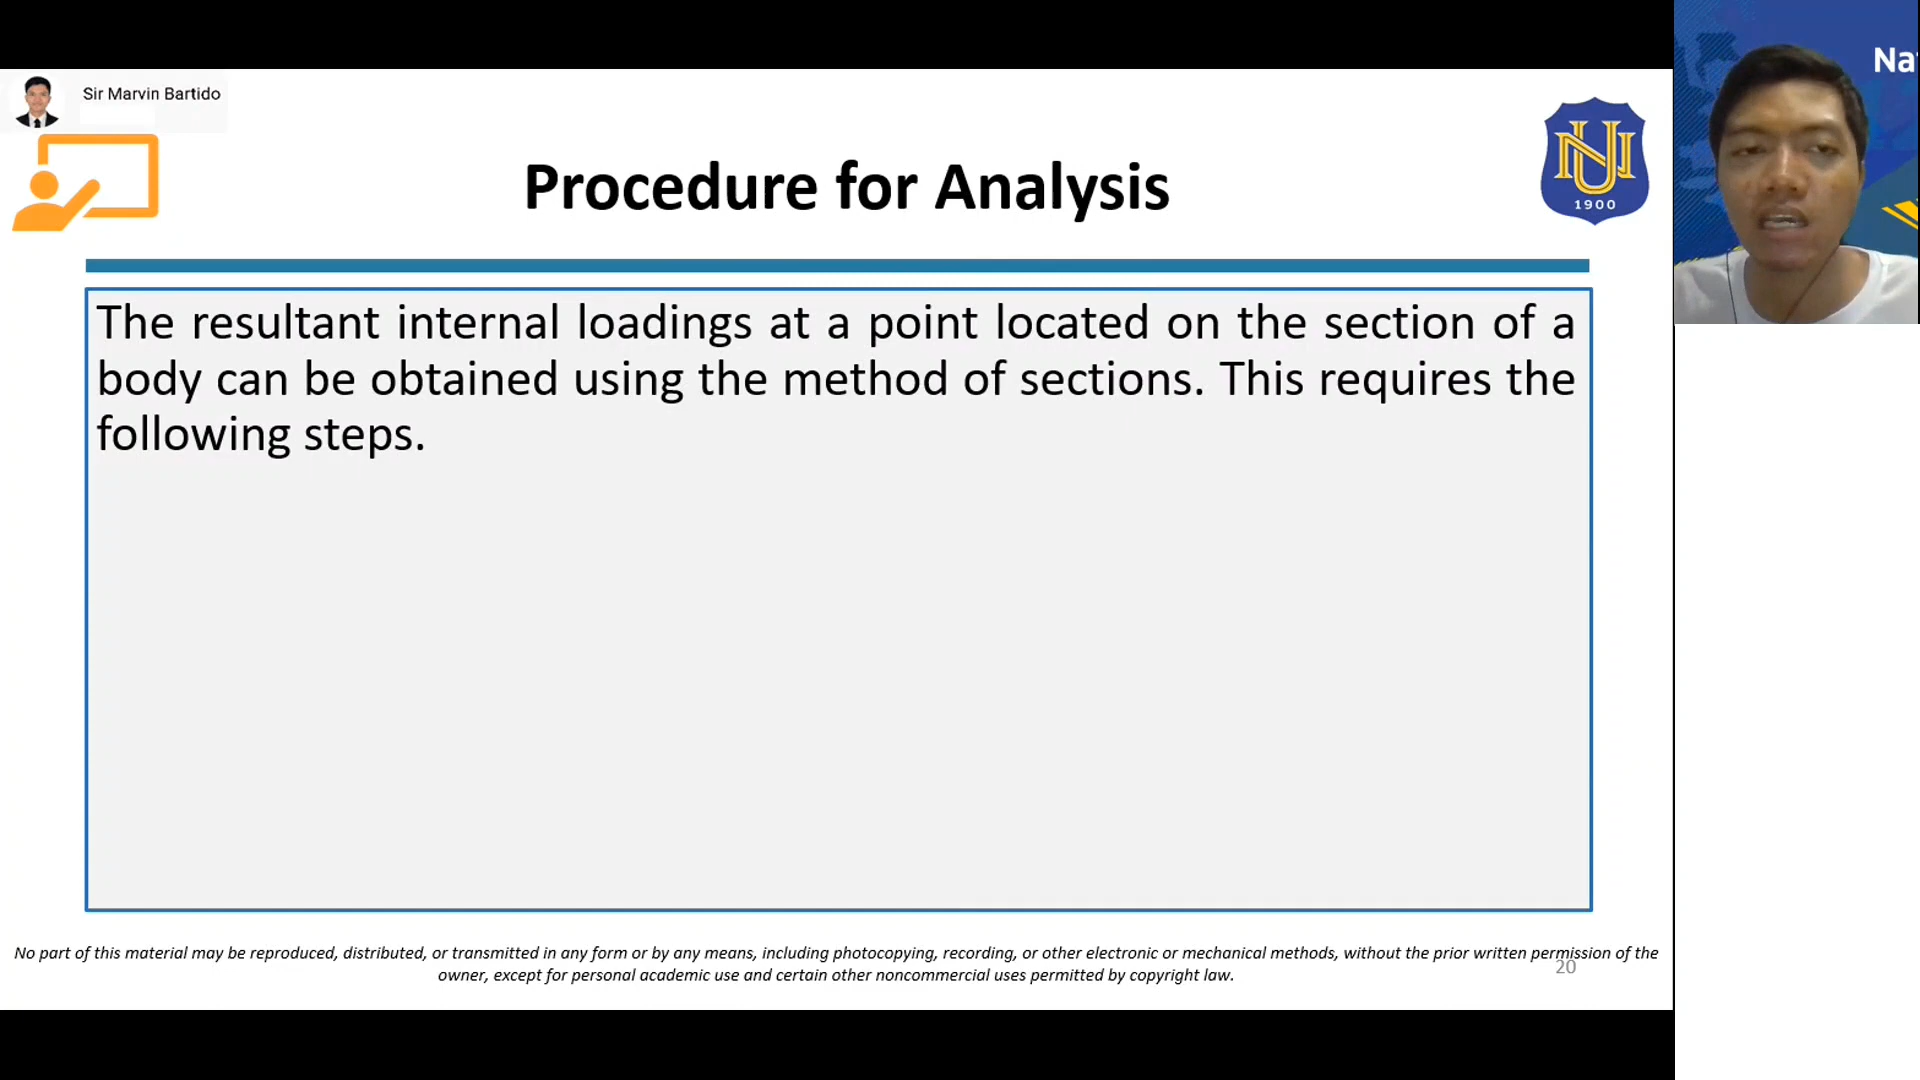 Sir Marvin Bartido
Procedure for Analysis
NU
1900
Na
The resultant internal loadings at a point located on the section of a
body can be obtained using the method of sections. This requires the
following steps.
No part of this material may be reproduced, distributed, or transmitted in any form or by any means, including photocopying, recording, or other electronic or mechanical methods, without the prior written permission of the
owner, except for personal academic use and certain other noncommercial uses permitted by copyright law.
20